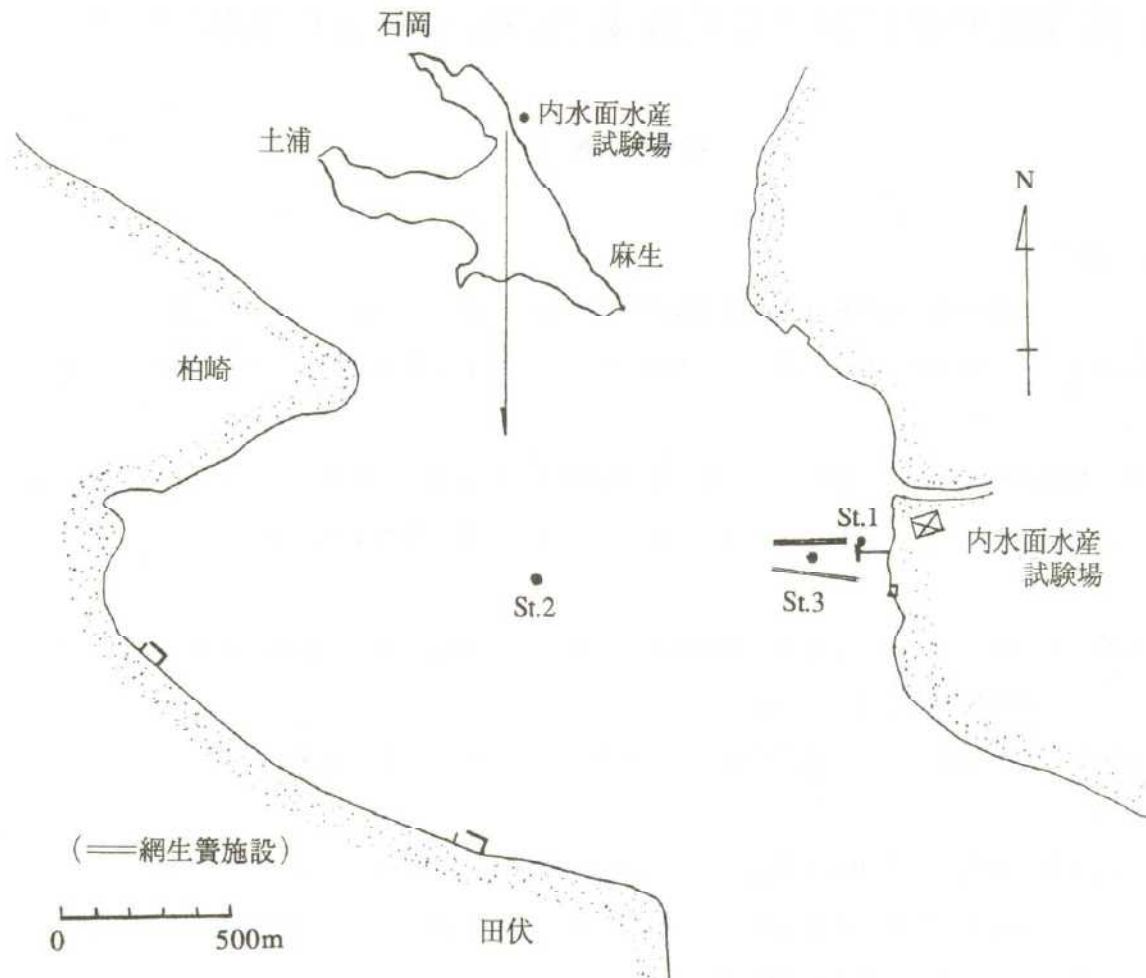 石岡
内水面水産
試験場
土浦
N
麻生
柏崎
St.1
内水面水産
試験場
St.3
St.2
(══網生簀施設)
0 500m
田伏